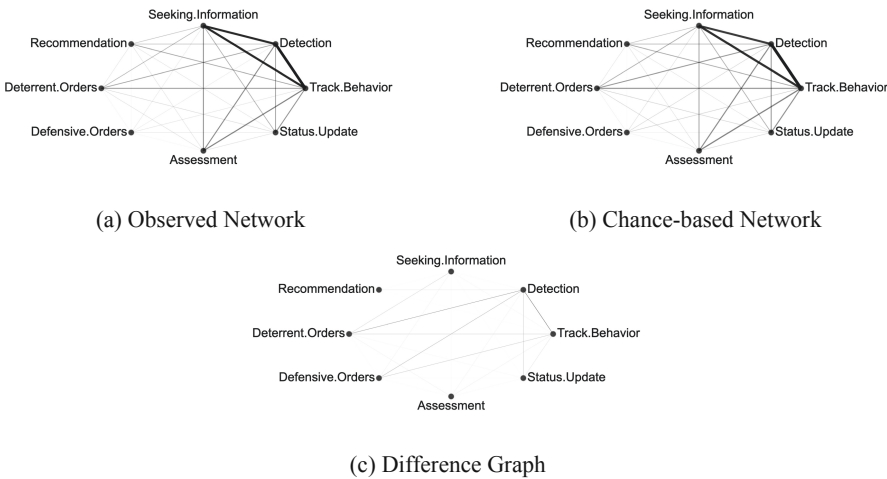 Seeking.Information
Recommendation
Detection
Deterrent.Orders
Track.Behavior
Defensive.Orders
Status.Update
Assessment
(a) Observed Network
Seeking.Information
Recommendation
Detection
Deterrent.Orders
Track.Behavior
Defensive.Orders
Status.Update
Assessment
(b) Chance-based Network
Seeking.Information
Recommendation
Detection
Deterrent.Orders
Track.Behavior
Defensive.Orders
Status.Update
Assessment
(c) Difference Graph